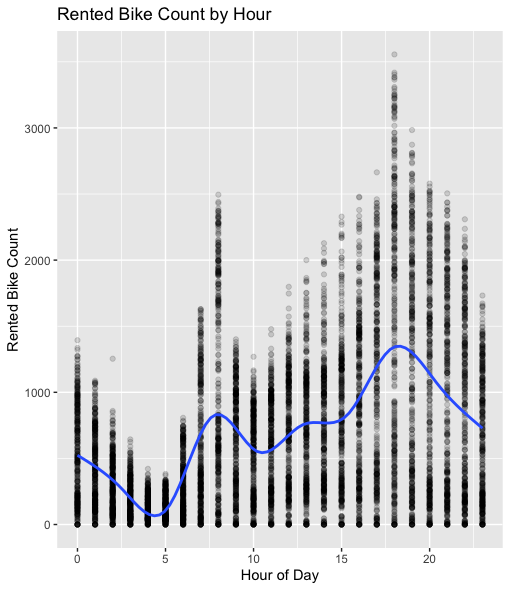 Rented Bike Count by Hour
Rented Bike Count
3000
2000
1000
0
0 5 10 15 20
Hour of Day